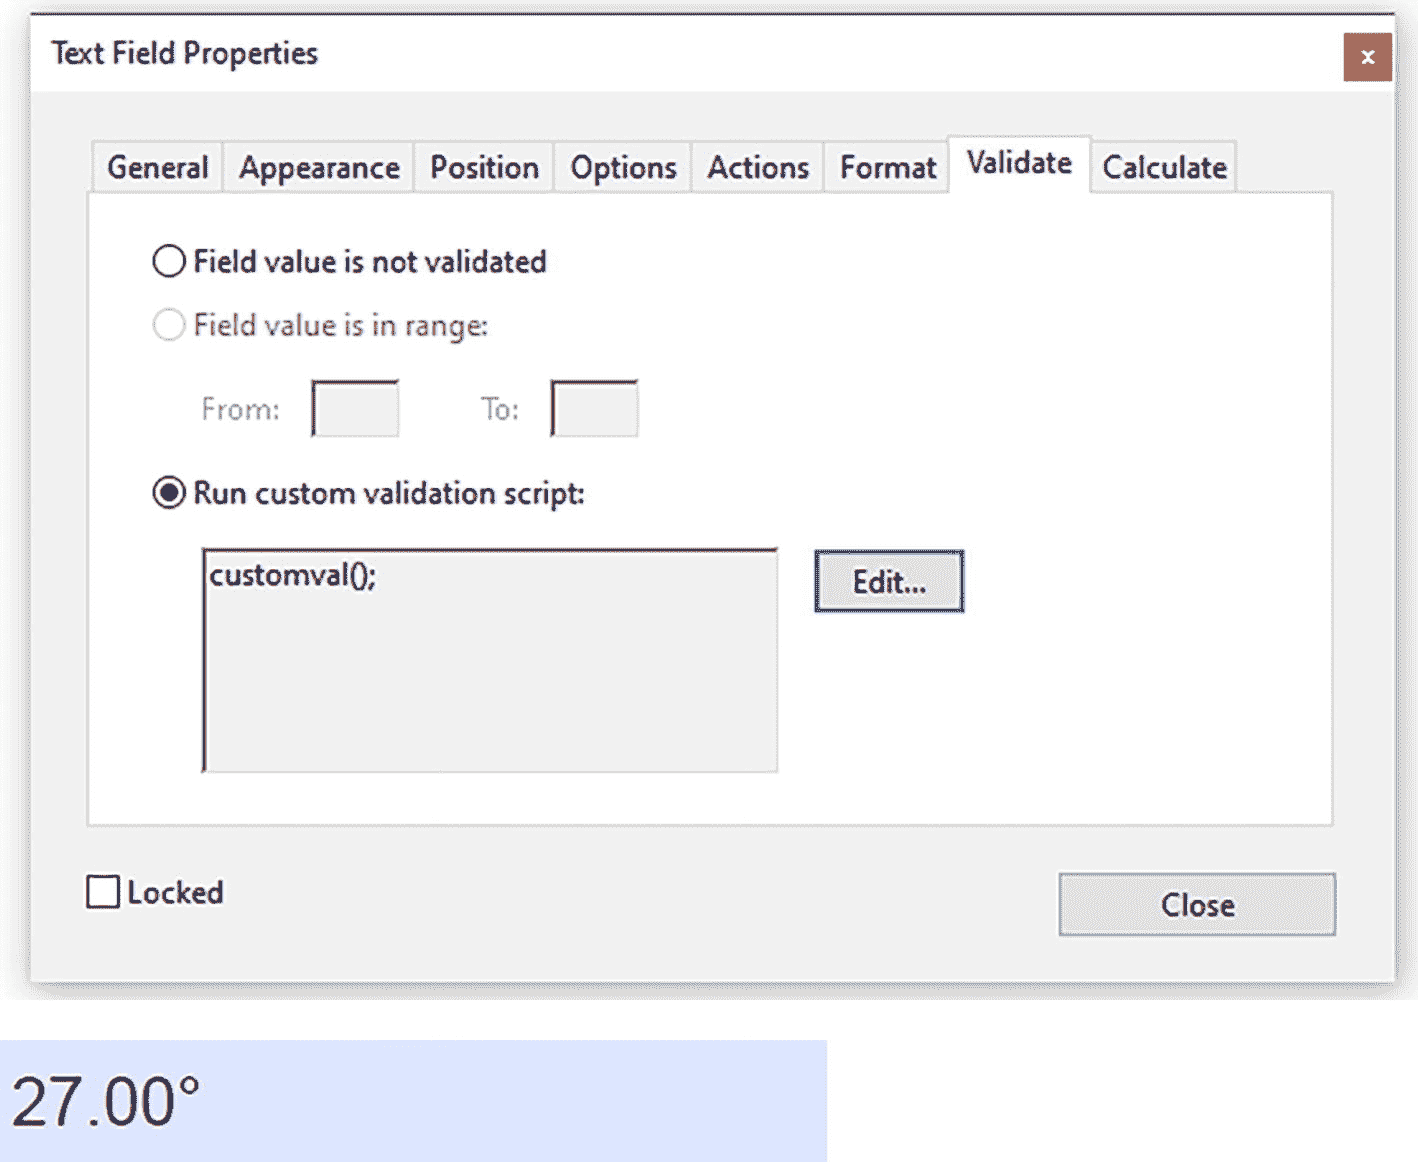 Text Field Properties
x
General Appearance Position Options Actions Format Validate Calculate
Field value is not validated
Field value is in range:
From: To:
Run custom validation script:
customval();
Edit...
Locked
Close
27.00°